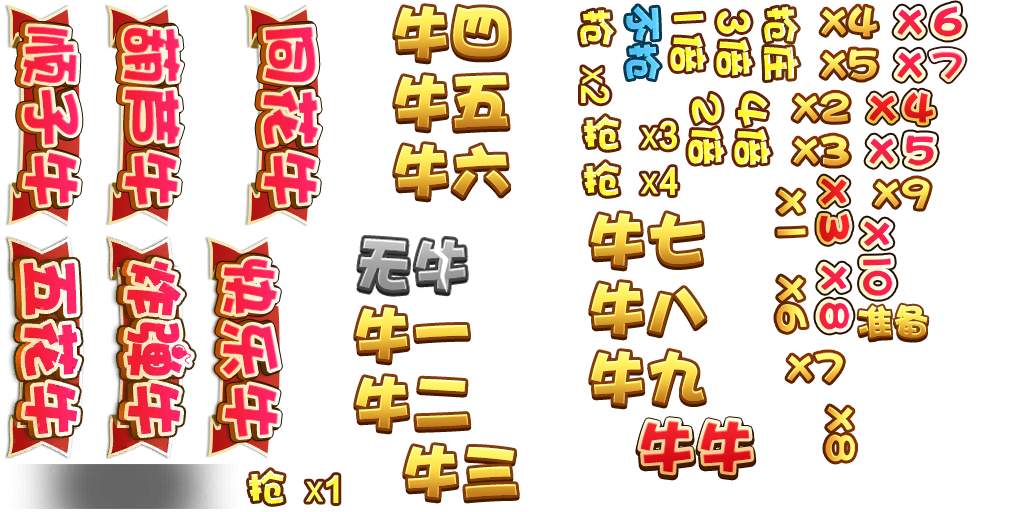 顺子牛
葫芦牛
同花牛
五花牛
炸弹牛
快乐牛
抢 x1
牛四
牛五
牛六
无牛
牛一
牛二
牛三
抢 x2
不抢
1倍
3倍
抢庄
抢 x3
抢 x4
2倍
4倍
x4
x6
x5
x7
x2
x4
x3
x5
x1
x3
x9
x10
x6
x8
准备
x7
x8
牛七
牛八
牛九
牛牛